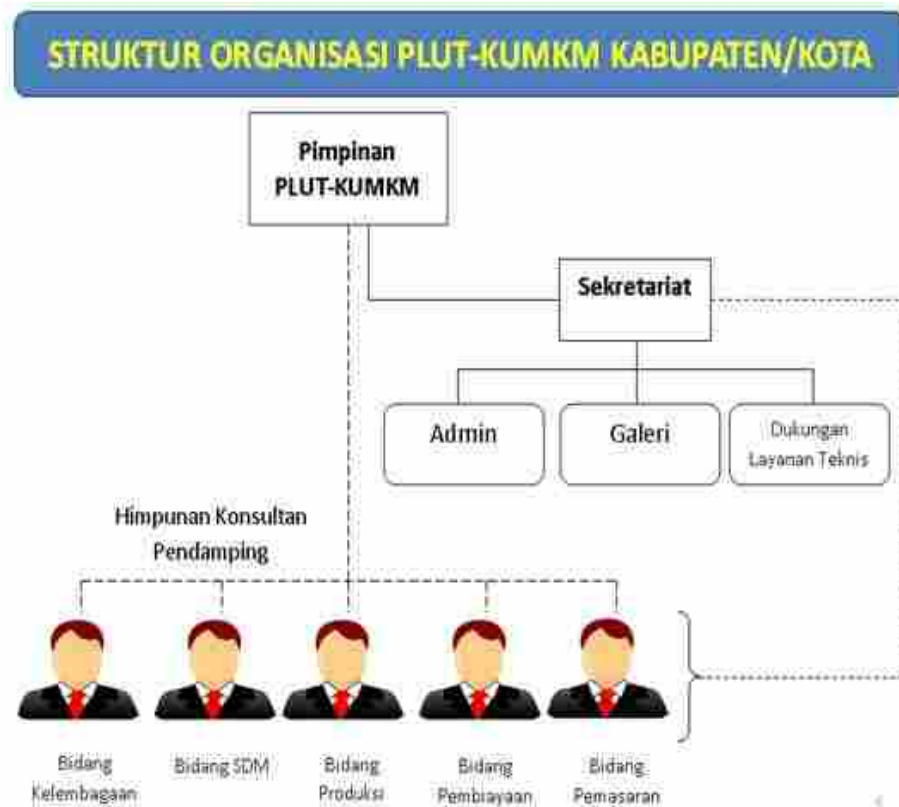 STRUKTUR ORGANISASI PLUT-KUMKM KABUPATEN/KOTA
Pimpinan
PLUT-KUMKM
Sekretariat
Admin
Galeri
Dukungan
Layanan Teknis
Himpunan Konsultan
Pendamping
Bidang
Kelembagaan
Bidang SDM
Bidang
Produksi
Bidang
Pembiayaan
Bidang
Pemasaran